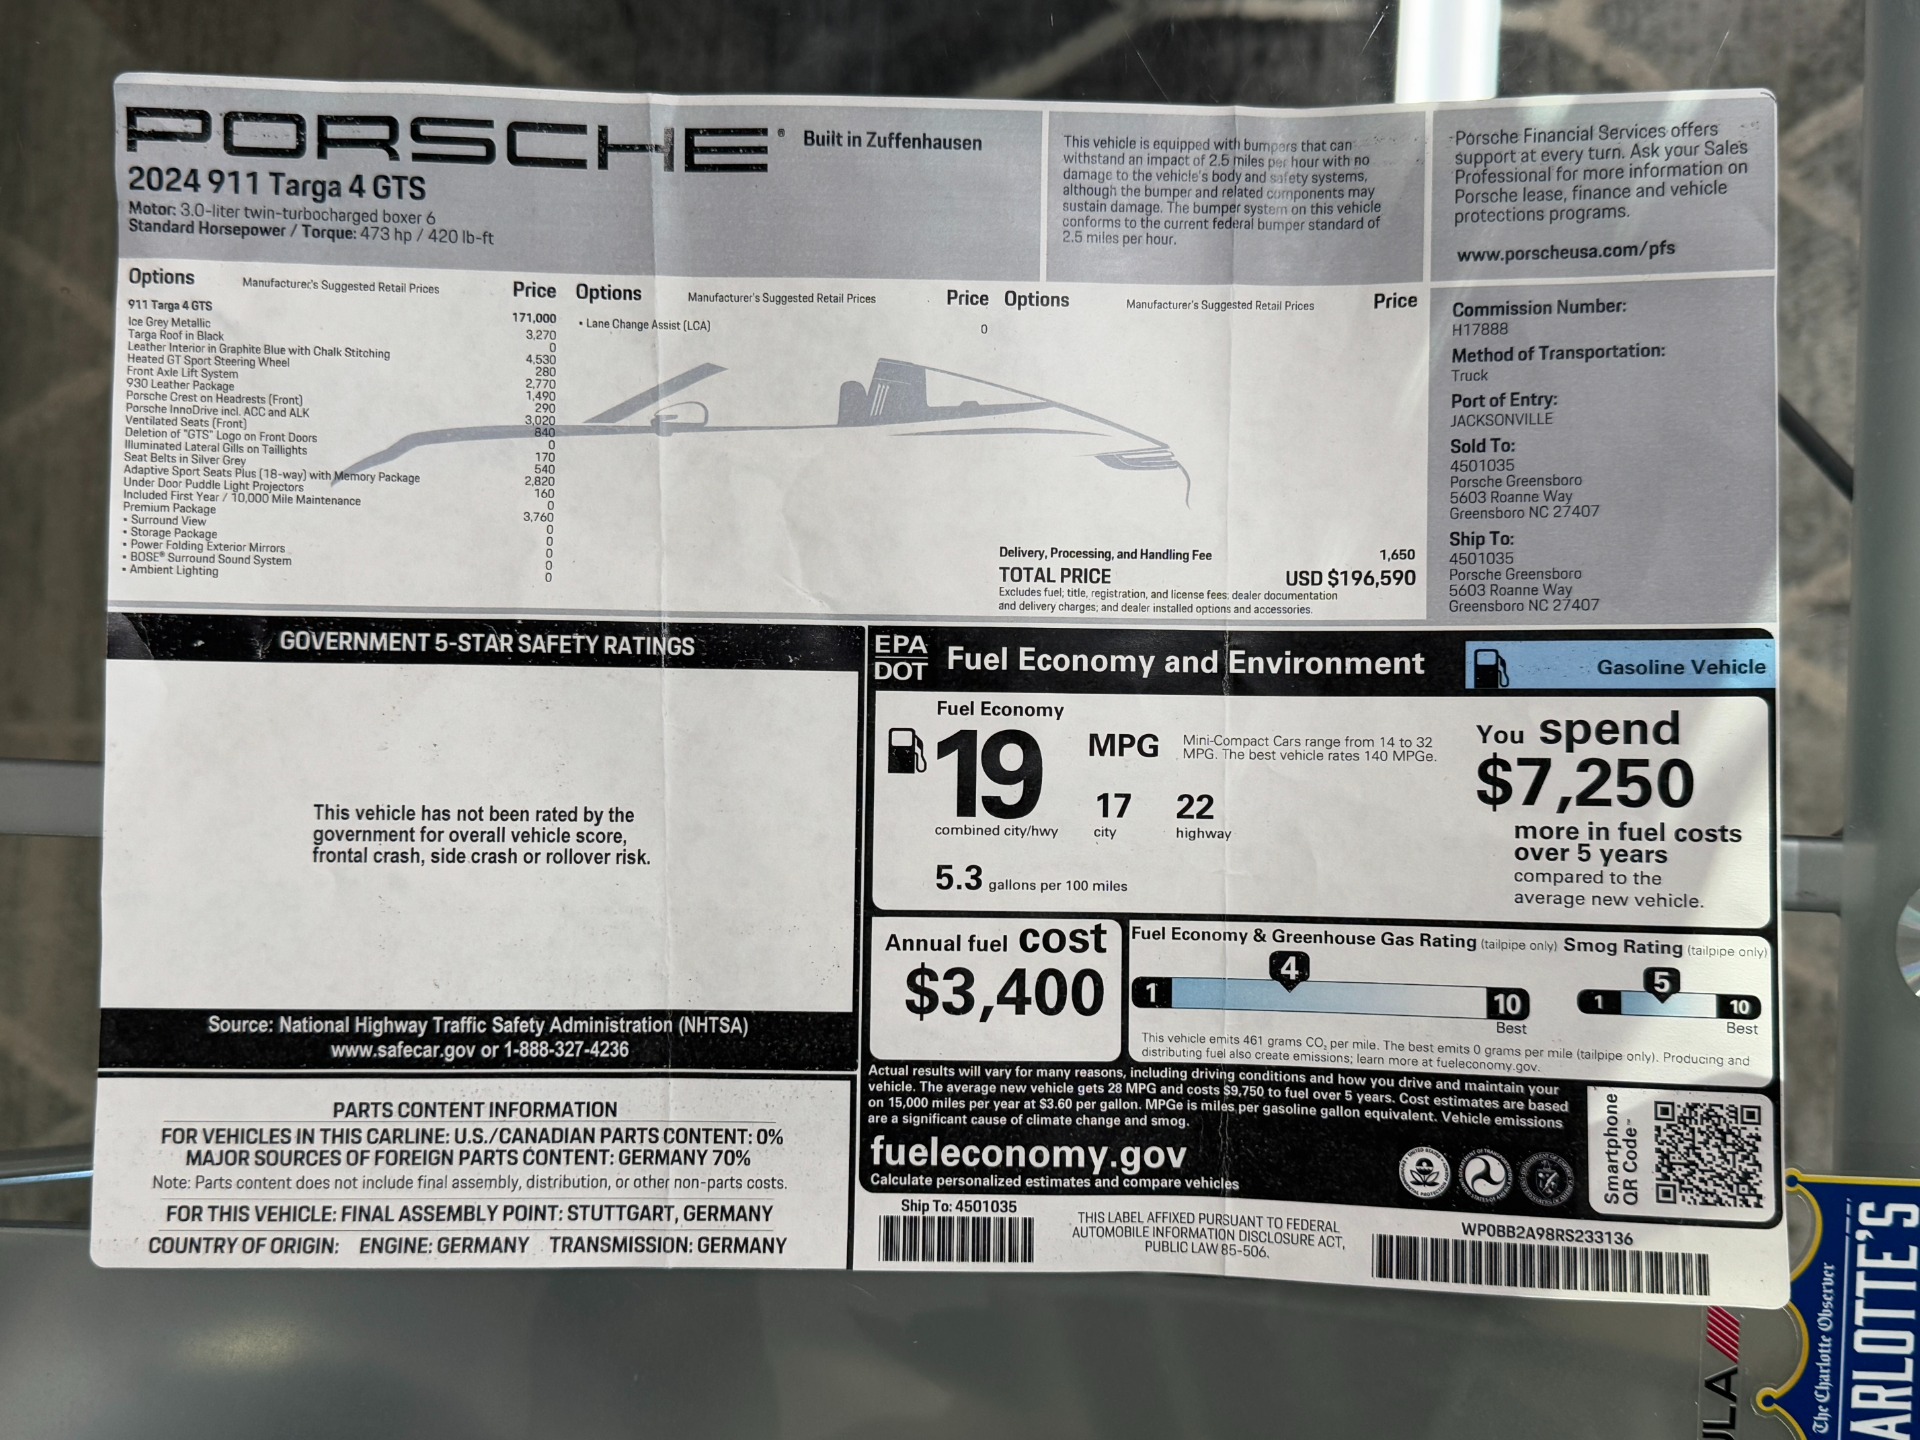 PORSCHE®
Built in Zuffenhausen
2024 911 Targa 4 GTS
Motor: 3.0-liter twin-turbocharged boxer 6
Standard Horsepower / Torque: 473 hp / 420 lb-ft
This vehicle is equipped with bumpers that can
withstand an impact of 2.5 miles per hour with no
damage to the vehicle's body and safety systems,
although the bumper and related components may
sustain damage. The bumper system on this vehicle
conforms to the current federal bumper standard of
2.5 miles per hour.
Porsche Financial Services offers
support at every turn. Ask your Sales
Professional for more information on
Porsche lease, finance and vehicle
protections programs.
www.porscheusa.com/pfs
Options Manufacturer's Suggested Retail Prices Price
911 Targa 4 GTS 171,000
Ice Grey Metallic 3,270
Targa Roof in Black 0
Leather Interior in Graphite Blue with Chalk Stitching 4,530
Heated GT Sport Steering Wheel 280
Front Axle Lift System 2,770
930 Leather Package 1,490
Porsche Crest on Headrests (Front) 290
Porsche InnoDrive incl. ACC and ALK 3,020
Ventilated Seats (Front) 840
Deletion of "GTS" Logo on Front Doors 0
Illuminated Lateral Gills on Taillights 170
Seat Belts in Silver Grey 540
Adaptive Sport Seats Plus (18-way) with Memory Package 2,820
Under Door Puddle Light Projectors 160
Included First Year / 10,000 Mile Maintenance 0
Premium Package 3,760
• Surround View 0
• Storage Package 0
• Power Folding Exterior Mirrors 0
• BOSE® Surround Sound System 0
• Ambient Lighting 0
Options Manufacturer's Suggested Retail Prices Price
• Lane Change Assist (LCA) 0
Options Manufacturer's Suggested Retail Prices Price
Delivery, Processing, and Handling Fee 1,650
TOTAL PRICE USD $196,590
Excludes fuel; title, registration, and license fees; dealer documentation
and delivery charges; and dealer installed options and accessories.
Commission Number:
H17888
Method of Transportation:
Truck
Port of Entry:
JACKSONVILLE
Sold To:
4501035
Porsche Greensboro
5603 Roanne Way
Greensboro NC 27407
Ship To:
4501035
Porsche Greensboro
5603 Roanne Way
Greensboro NC 27407
GOVERNMENT 5-STAR SAFETY RATINGS
This vehicle has not been rated by the
government for overall vehicle score,
frontal crash, side crash or rollover risk.
Source: National Highway Traffic Safety Administration (NHTSA)
www.safecar.gov or 1-888-327-4236
PARTS CONTENT INFORMATION
FOR VEHICLES IN THIS CARLINE: U.S./CANADIAN PARTS CONTENT: 0%
MAJOR SOURCES OF FOREIGN PARTS CONTENT: GERMANY 70%
Note: Parts content does not include final assembly, distribution, or other non-parts costs.
FOR THIS VEHICLE: FINAL ASSEMBLY POINT: STUTTGART, GERMANY
COUNTRY OF ORIGIN: ENGINE: GERMANY TRANSMISSION: GERMANY
EPA
DOT
Fuel Economy and Environment
Gasoline Vehicle
Fuel Economy
19 MPG
Mini-Compact Cars range from 14 to 32
MPG. The best vehicle rates 140 MPGe.
17 22
combined city/hwy city highway
5.3 gallons per 100 miles
You spend
$7,250
more in fuel costs
over 5 years
compared to the
average new vehicle.
Annual fuel cost
$3,400
Fuel Economy & Greenhouse Gas Rating (tailpipe only)
4
1 10
Best
Smog Rating (tailpipe only)
5
1 10
Best
This vehicle emits 461 grams CO2 per mile. The best emits 0 grams per mile (tailpipe only). Producing and
distributing fuel also create emissions; learn more at fueleconomy.gov.
Actual results will vary for many reasons, including driving conditions and how you drive and maintain your
vehicle. The average new vehicle gets 28 MPG and costs $9,750 to fuel over 5 years. Cost estimates are based
on 15,000 miles per year at $3.60 per gallon. MPGe is miles per gasoline gallon equivalent. Vehicle emissions
are a significant cause of climate change and smog.
fueleconomy.gov
Calculate personalized estimates and compare vehicles
Smartphone
QR Code™
Ship To: 4501035
THIS LABEL AFFIXED PURSUANT TO FEDERAL
AUTOMOBILE INFORMATION DISCLOSURE ACT,
PUBLIC LAW 85-506.
WP0BB2A98RS233136
The Charlotte Observer
ARLOTTE'S
ULA